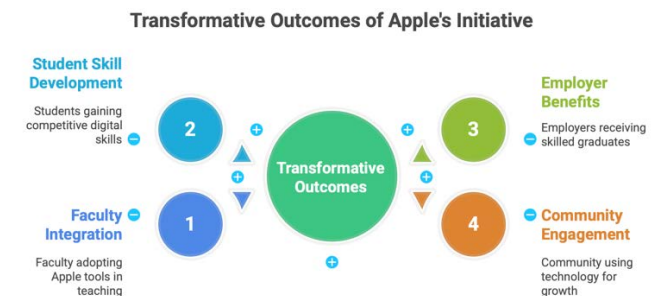 Transformative Outcomes of Apple's Initiative
Student Skill
Development
Students gaining
competitive digital
skills
2
Faculty
Integration
Faculty adopting
Apple tools in
teaching
1
Transformative
Outcomes
3
Employer
Benefits
Employers receiving
skilled graduates
4
Community
Engagement
Community using
technology for
growth